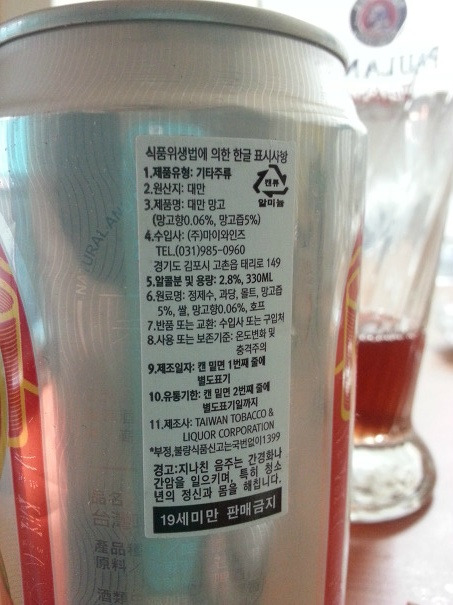 식품위생법에 의한 한글 표시사항
1.제품유형: 기타주류
2.원산지: 대만
캔류
알미늄
3.제품명: 대만 망고
(망고향0.06%, 망고즙5%)
4.수입사: (주)마이와인즈
TEL.(031)985-0960
경기도 김포시 고촌읍 태리로 149
5.알콜분 및 용량: 2.8%, 330ML
6.원료명: 정제수, 과당, 몰트, 망고즙
5%, 쌀, 망고향0.06%, 호프
7.반품 또는 교환: 수입사 또는 구입처
8.사용 또는 보존기준: 온도변화 및
충격주의
9.제조일자: 캔 밑면 1번째 줄에
별도표기
10.유통기한: 캔 밑면 2번째 줄에
별도표기일까지
11.제조사: TAIWAN TOBACCO &
LIQUOR CORPORATION
*부정,불량식품신고는국번없이1399
경고:지나친 음주는 간경화나
간암을 일으키며, 특히 청소
년의 정신과 몸을 해칩니다.
19세미만 판매금지
NATURAL
品名
台灣
產品種
原料
酒類
PAULAN